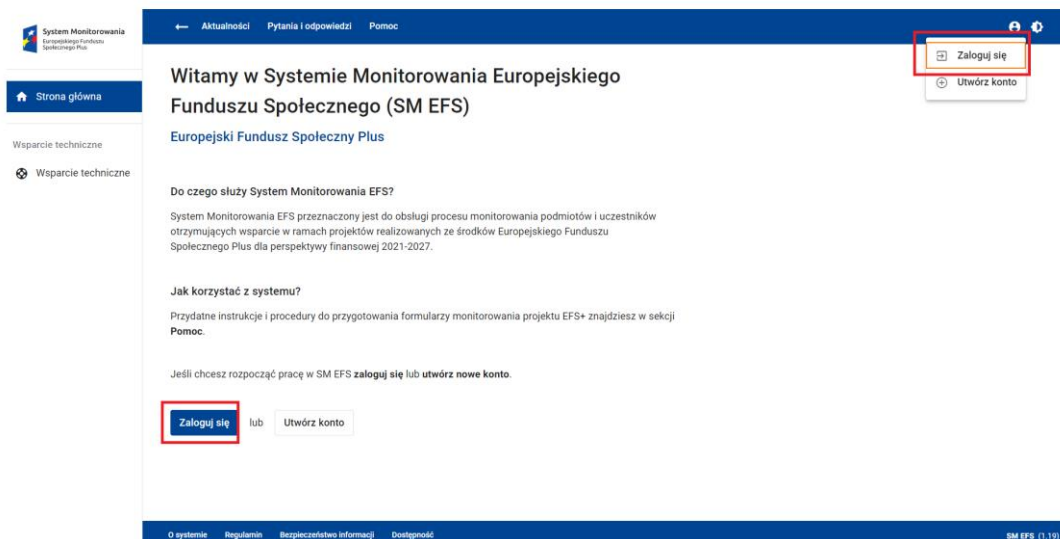 System Monitorowania
Europejskiego Funduszu
Społecznego Plus
Aktualności Pytania i odpowiedzi Pomoc
Zaloguj się
Utwórz konto
Strona główna
Wsparcie techniczne
Wsparcie techniczne
Witamy w Systemie Monitorowania Europejskiego
Funduszu Społecznego (SM EFS)
Europejski Fundusz Społeczny Plus
Do czego służy System Monitorowania EFS?
System Monitorowania EFS przeznaczony jest do obsługi procesu monitorowania podmiotów i uczestników
otrzymujących wsparcie w ramach projektów realizowanych ze środków Europejskiego Funduszu
Społecznego Plus dla perspektywy finansowej 2021-2027.
Jak korzystać z systemu?
Przydatne instrukcje i procedury do przygotowania formularzy monitorowania projektu EFS+ znajdziesz w sekcji
Pomoc.
Jeśli chcesz rozpocząć pracę w SM EFS zaloguj się lub utwórz nowe konto.
Zaloguj się lub Utwórz konto
O systemie Regulamin Bezpieczeństwo informacji Dostępność SM EFS (1.19)